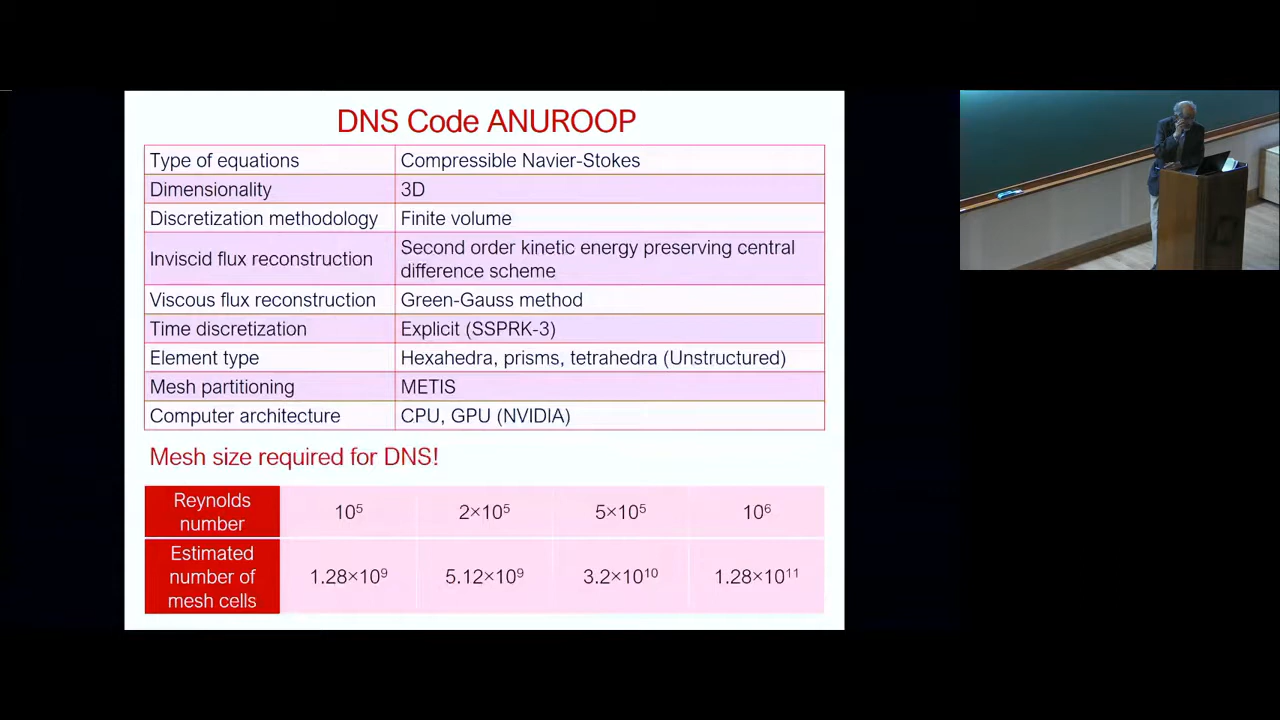 DNS Code ANUROOP
Type of equations Compressible Navier-Stokes
Dimensionality 3D
Discretization methodology Finite volume
Inviscid flux reconstruction Second order kinetic energy preserving central
difference scheme
Viscous flux reconstruction Green-Gauss method
Time discretization Explicit (SSPRK-3)
Element type Hexahedra, prisms, tetrahedra (Unstructured)
Mesh partitioning METIS
Computer architecture CPU, GPU (NVIDIA)
Mesh size required for DNS!
Reynolds
number 10⁵ 2×10⁵ 5×10⁵ 10⁶
Estimated
number of
mesh cells 1.28×10⁹ 5.12×10⁹ 3.2×10¹⁰ 1.28×10¹¹